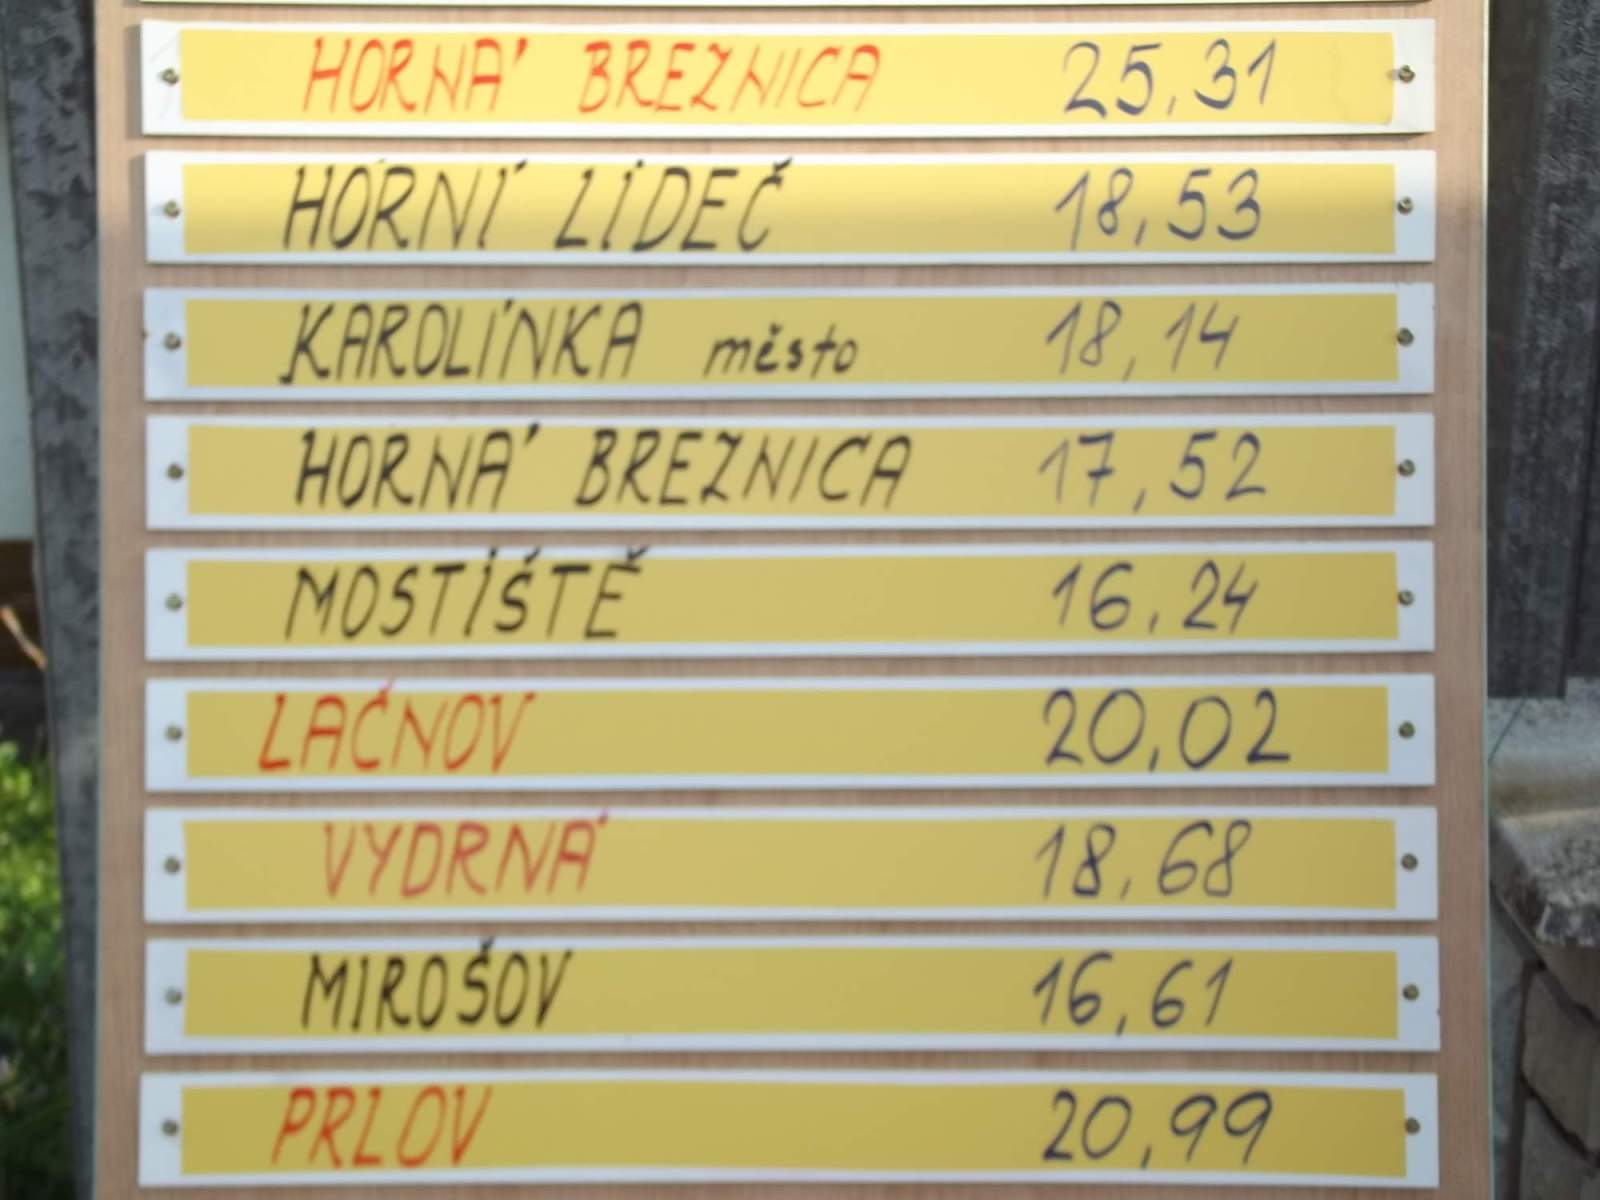 HORNÁ BREZNICA 25,31
HORNÍ LIDEČ 18,53
KAROLÍNKA město 18,14
HORNÁ BREZNICA 17,52
MOSTIŠTĚ 16,24
LAČNOV 20,02
VYDRNÁ 18,68
MIROŠOV 16,61
PRLOV 20,99